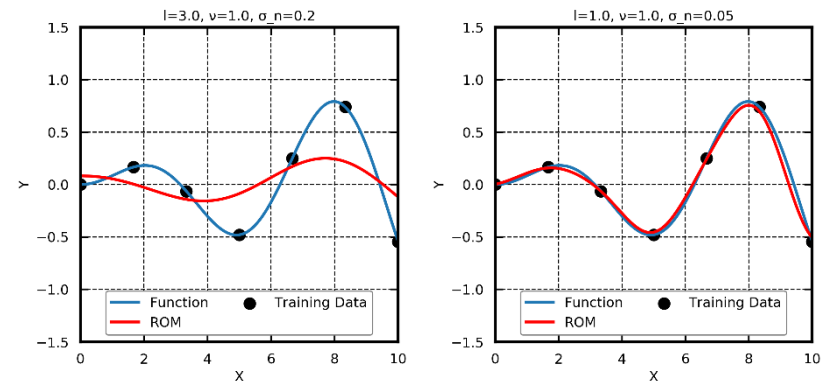 l=3.0, ν=1.0, σ_n=0.2
1.5
1.0
0.5
0.0
−0.5
−1.0
−1.5
Y
Function
Training Data
ROM
0 2 4 6 8 10
X
l=1.0, ν=1.0, σ_n=0.05
1.5
1.0
0.5
0.0
−0.5
−1.0
−1.5
Y
Function
Training Data
ROM
0 2 4 6 8 10
X